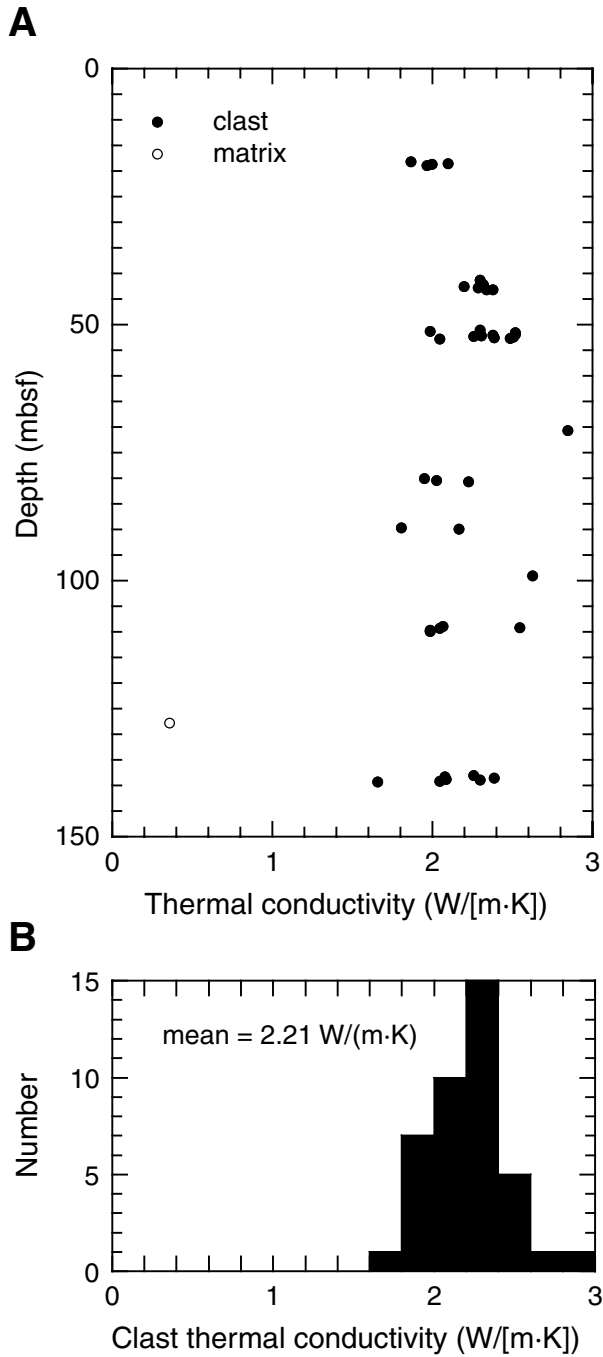 A
0
clast
matrix
50
Depth (mbsf)
100
150
0 1 2 3
Thermal conductivity (W/[m·K])
B
15
mean = 2.21 W/(m·K)
10
Number
5
0
0 1 2 3
Clast thermal conductivity (W/[m·K])